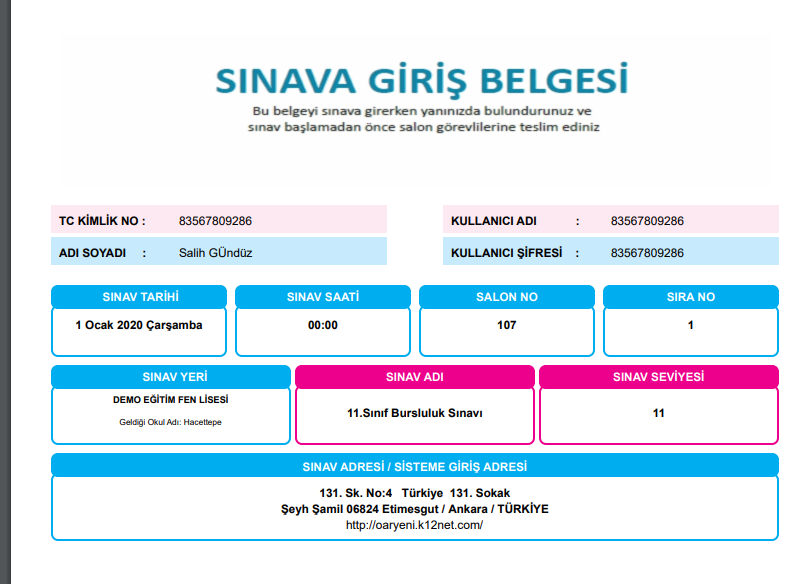 SINAVA GİRİŞ BELGESİ
Bu belgeyi sınava girerken yanınızda bulundurunuz ve
sınav başlamadan önce salon görevlilerine teslim ediniz
TC KİMLİK NO : 83567809286
KULLANICI ADI : 83567809286
ADI SOYADI : Salih GÜndüz
KULLANICI ŞİFRESİ : 83567809286
SINAV TARİHİ
SINAV SAATİ
SALON NO
SIRA NO
1 Ocak 2020 Çarşamba
00:00
107
1
SINAV YERİ
SINAV ADI
SINAV SEVİYESİ
DEMO EĞİTİM FEN LİSESİ
Geldiği Okul Adı: Hacettepe
11.Sınıf Bursluluk Sınavı
11
SINAV ADRESİ / SİSTEME GİRİŞ ADRESİ
131. Sk. No:4 Türkiye 131. Sokak
Şeyh Şamil 06824 Etimesgut / Ankara / TÜRKİYE
http://oaryeni.k12net.com/